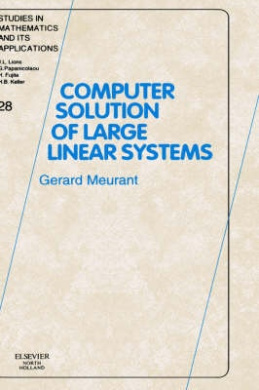 STUDIES IN
MATHEMATICS
AND ITS
APPLICATIONS
J.L. Lions
G. Papanicolaou
H. Fujita
H.B. Keller
28
COMPUTER
SOLUTION
OF LARGE
LINEAR SYSTEMS
Gerard Meurant
ELSEVIER
NORTH
HOLLAND